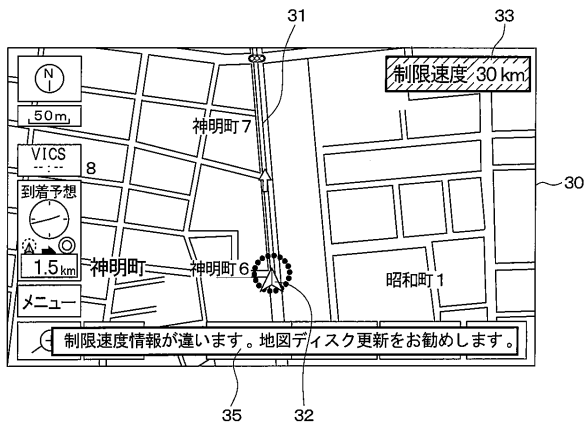 31
33
N
制限速度 30 km
50m
神明町7
VICS
--:--
8
到着予想
30
1.5km
神明町
神明町6
昭和町1
メニュー
制限速度情報が違います。地図ディスク更新をお勧めします。
35
32